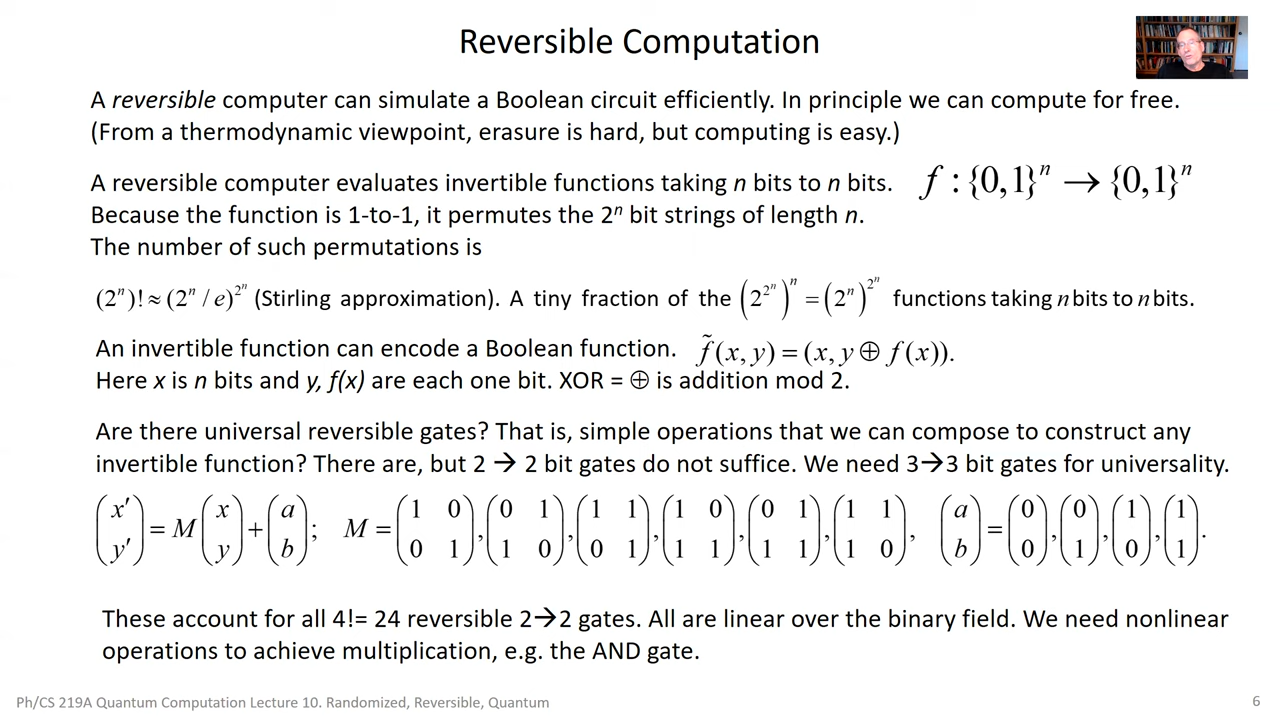 Reversible Computation
A reversible computer can simulate a Boolean circuit efficiently. In principle we can compute for free.
(From a thermodynamic viewpoint, erasure is hard, but computing is easy.)
A reversible computer evaluates invertible functions taking n bits to n bits. f : {0,1}ⁿ → {0,1}ⁿ
Because the function is 1-to-1, it permutes the 2ⁿ bit strings of length n.
The number of such permutations is
(2ⁿ)! ≈ (2ⁿ / e)^{2ⁿ} (Stirling approximation). A tiny fraction of the (2^{2ⁿ})ⁿ = (2ⁿ)^{2ⁿ} functions taking n bits to n bits.
An invertible function can encode a Boolean function. f̃(x, y) = (x, y ⊕ f(x)).
Here x is n bits and y, f(x) are each one bit. XOR = ⊕ is addition mod 2.
Are there universal reversible gates? That is, simple operations that we can compose to construct any
invertible function? There are, but 2 → 2 bit gates do not suffice. We need 3→3 bit gates for universality.
(x′ y′) = M (x y) + (a b); M = (1 0 0 1), (0 1 1 0), (1 1 0 1), (1 0 1 1), (0 1 1 1), (1 1 1 0), (a b) = (0 0), (0 1), (1 0), (1 1).
These account for all 4!= 24 reversible 2→2 gates. All are linear over the binary field. We need nonlinear
operations to achieve multiplication, e.g. the AND gate.
Ph/CS 219A Quantum Computation Lecture 10. Randomized, Reversible, Quantum
6